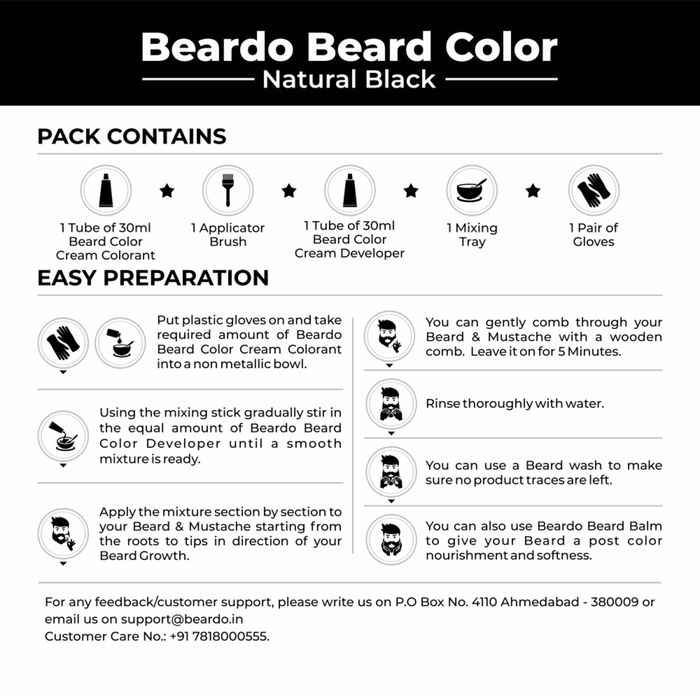 Beardo Beard Color
Natural Black
PACK CONTAINS
1 Tube of 30ml
Beard Color
Cream Colorant
1 Applicator
Brush
1 Tube of 30ml
Beard Color
Cream Developer
1 Mixing
Tray
1 Pair of
Gloves
EASY PREPARATION
Put plastic gloves on and take
required amount of Beardo
Beard Color Cream Colorant
into a non metallic bowl.
Using the mixing stick gradually stir in
the equal amount of Beardo Beard
Color Developer until a smooth
mixture is ready.
Apply the mixture section by section to
your Beard & Mustache starting from
the roots to tips in direction of your
Beard Growth.
You can gently comb through your
Beard & Mustache with a wooden
comb. Leave it on for 5 Minutes.
Rinse thoroughly with water.
You can use a Beard wash to make
sure no product traces are left.
You can also use Beardo Beard Balm
to give your Beard a post color
nourishment and softness.
For any feedback/customer support, please write us on P.O Box No. 4110 Ahmedabad - 380009 or
email us on support@beardo.in
Customer Care No.: +91 7818000555.